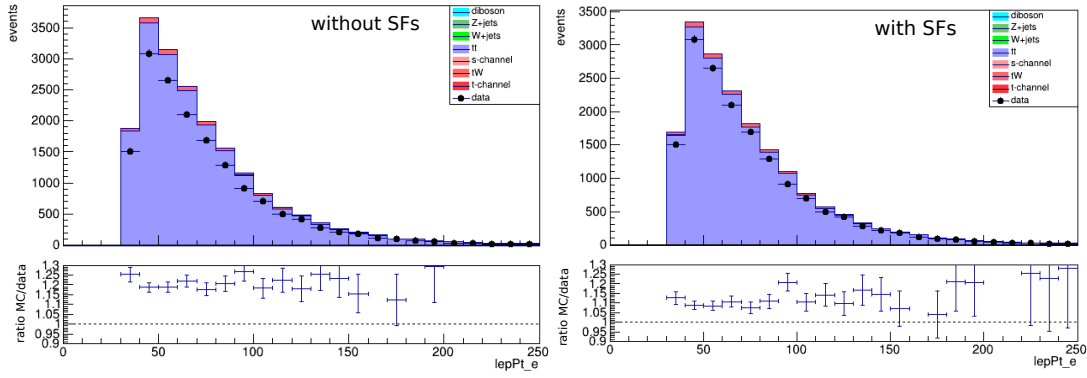 without SFs
events
3500
3000
2500
2000
1500
1000
500
0
diboson
Z+jets
W+jets
tt
s-channel
tW
t-channel
data
ratio MC/data
1.3
1.25
1.2
1.15
1.1
1.05
1
0.95
0.9
0
50
100
150
200
250
lepPt_e
with SFs
events
3500
3000
2500
2000
1500
1000
500
0
diboson
Z+jets
W+jets
tt
s-channel
tW
t-channel
data
ratio MC/data
1.3
1.25
1.2
1.15
1.1
1.05
1
0.95
0.9
0
50
100
150
200
250
lepPt_e